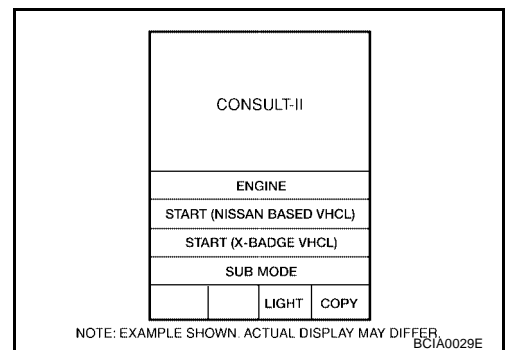 CONSULT-II
ENGINE
START (NISSAN BASED VHCL)
START (X-BADGE VHCL)
SUB MODE
LIGHT COPY
NOTE: EXAMPLE SHOWN. ACTUAL DISPLAY MAY DIFFER.
BCIA0029E